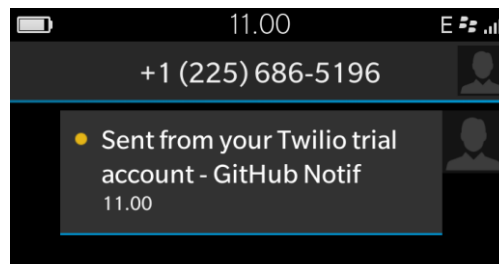 11.00 E
+1 (225) 686-5196
Sent from your Twilio trial
account - GitHub Notif
11.00